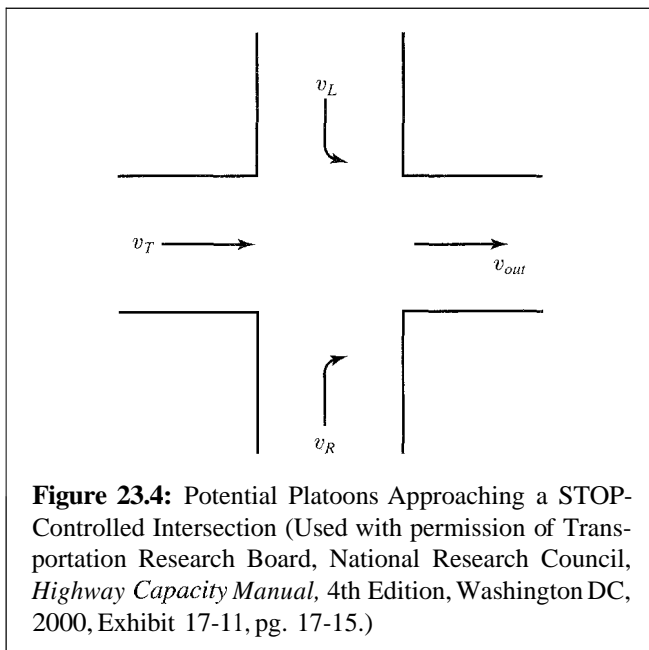 v_L
v_T
v_out
v_R
Figure 23.4: Potential Platoons Approaching a STOP-
Controlled Intersection (Used with permission of Trans-
portation Research Board, National Research Council,
Highway Capacity Manual, 4th Edition, Washington DC,
2000, Exhibit 17-11, pg. 17-15.)